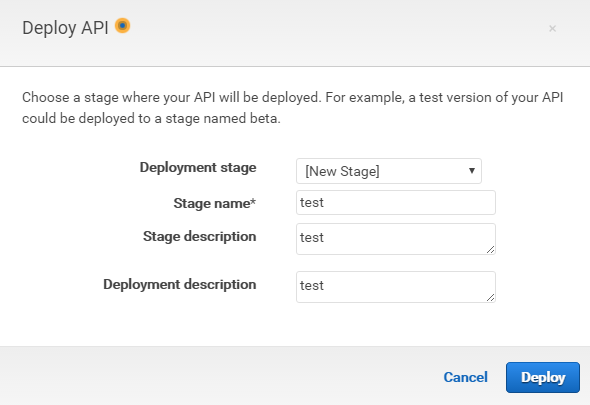 Deploy API
×
Choose a stage where your API will be deployed. For example, a test version of your API
could be deployed to a stage named beta.
Deployment stage [New Stage]
Stage name* test
Stage description test
Deployment description test
Cancel Deploy